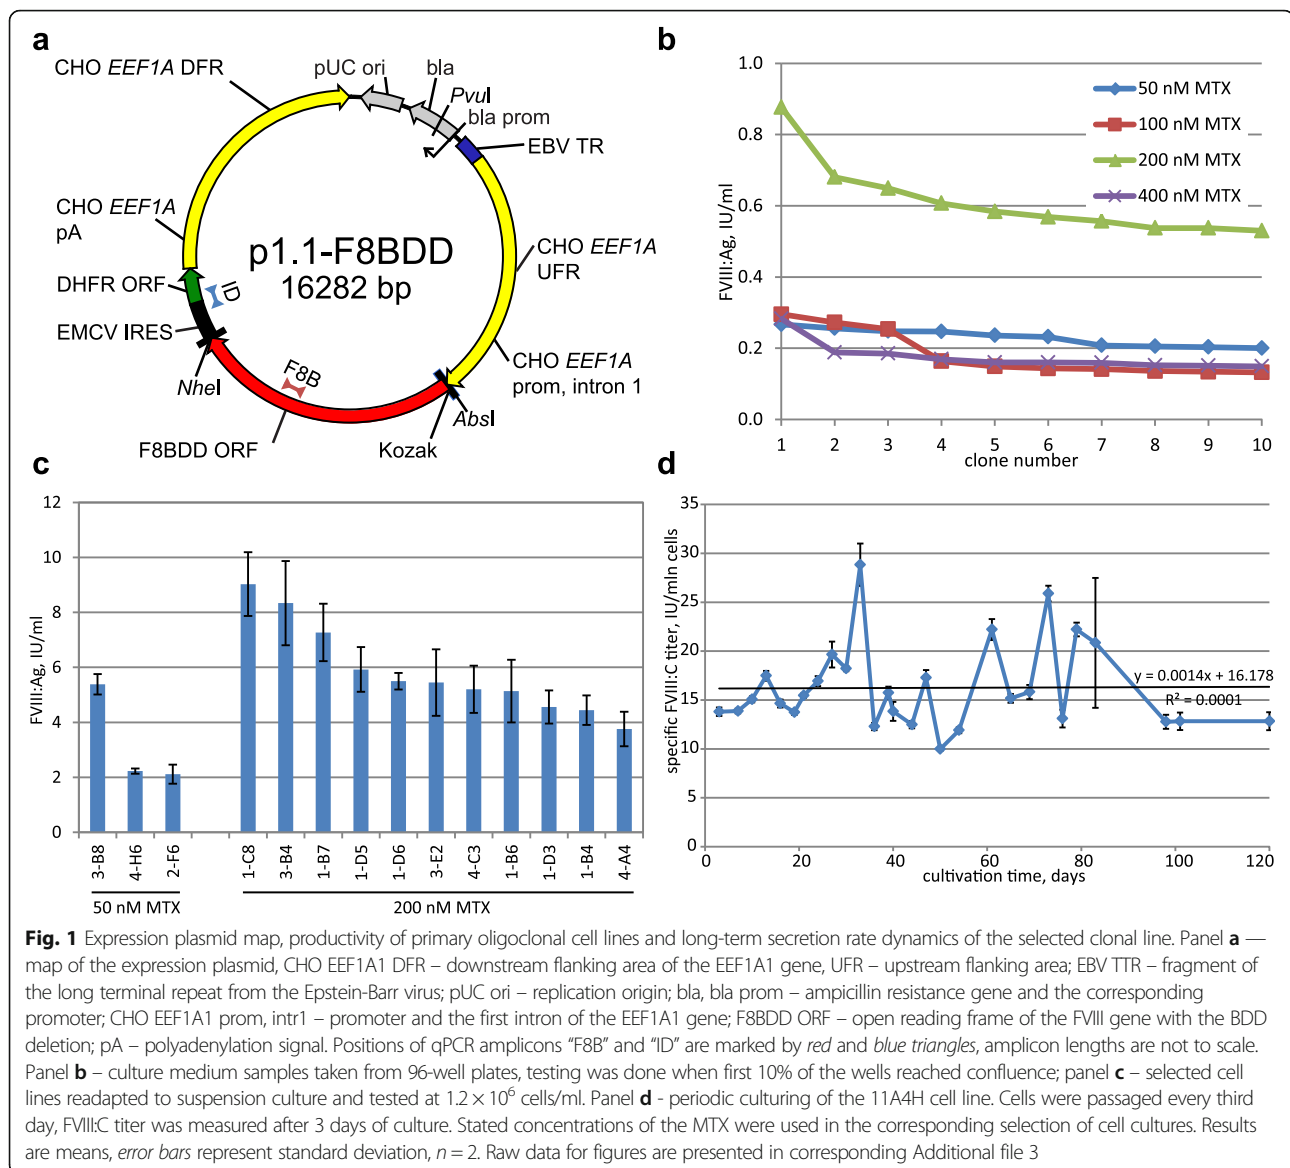 a
CHO EEF1A DFR
pUC ori
bla
PvuI
bla prom
EBV TR
CHO EEF1A
pA
p1.1-F8BDD
16282 bp
CHO EEF1A
UFR
DHFR ORF
ID
EMCV IRES
NheI
F8B
CHO EEF1A
prom, intron 1
AbsI
Kozak
F8BDD ORF
b
FVIII:Ag, IU/ml
1.0
0.8
0.6
0.4
0.2
0.0
50 nM MTX
100 nM MTX
200 nM MTX
400 nM MTX
1 2 3 4 5 6 7 8 9 10
clone number
c
FVIII:Ag, IU/ml
12
10
8
6
4
2
0
3-B8 4-H6 2-F6 1-C8 3-B4 1-B7 1-D5 1-D6 3-E2 4-C3 1-B6 1-D3 1-B4 4-A4
50 nM MTX 200 nM MTX
d
specific FVIII:C titer, IU/mln cells
35
30
25
20
15
10
5
0
y = 0.0014x + 16.178
R² = 0.0001
0 20 40 60 80 100 120
cultivation time, days
Fig. 1 Expression plasmid map, productivity of primary oligoclonal cell lines and long-term secretion rate dynamics of the selected clonal line. Panel a —
map of the expression plasmid, CHO EEF1A1 DFR – downstream flanking area of the EEF1A1 gene, UFR – upstream flanking area; EBV TTR – fragment of
the long terminal repeat from the Epstein-Barr virus; pUC ori – replication origin; bla, bla prom – ampicillin resistance gene and the corresponding
promoter; CHO EEF1A1 prom, intr1 – promoter and the first intron of the EEF1A1 gene; F8BDD ORF – open reading frame of the FVIII gene with the BDD
deletion; pA – polyadenylation signal. Positions of qPCR amplicons “F8B” and “ID” are marked by red and blue triangles, amplicon lengths are not to scale.
Panel b – culture medium samples taken from 96-well plates, testing was done when first 10% of the wells reached confluence; panel c – selected cell
lines readapted to suspension culture and tested at 1.2 × 10⁶ cells/ml. Panel d - periodic culturing of the 11A4H cell line. Cells were passaged every third
day, FVIII:C titer was measured after 3 days of culture. Stated concentrations of the MTX were used in the corresponding selection of cell cultures. Results
are means, error bars represent standard deviation, n = 2. Raw data for figures are presented in corresponding Additional file 3